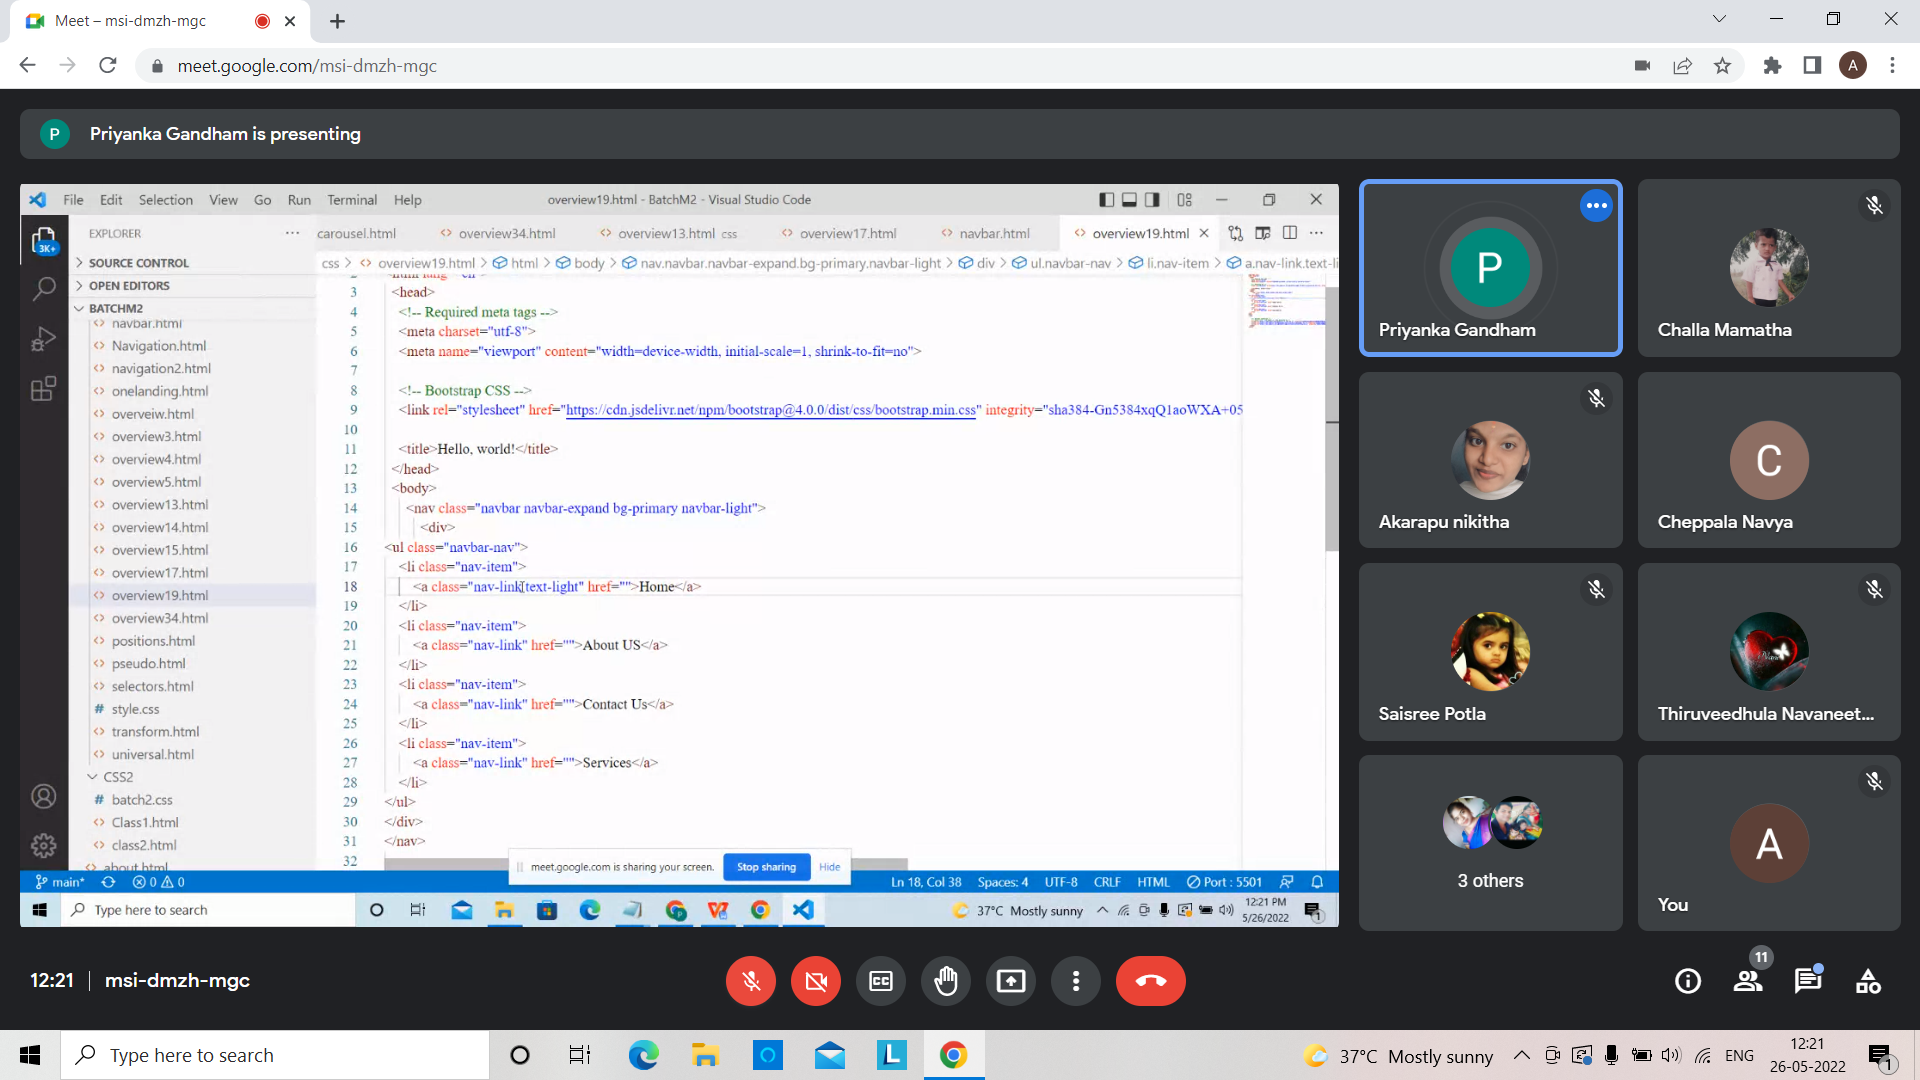 Meet – msi-dmzh-mgc
meet.google.com/msi-dmzh-mgc
A
P
Priyanka Gandham is presenting
File Edit Selection View Go Run Terminal Help
overview19.html - BatchM2 - Visual Studio Code
EXPLORER
carousel.html overview34.html overview13.html css overview17.html navbar.html overview19.html
3K+
SOURCE CONTROL
OPEN EDITORS
BATCHM2
navbar.html
Navigation.html
navigation2.html
onelanding.html
overveiw.html
overview3.html
overview4.html
overview5.html
overview13.html
overview14.html
overview15.html
overview17.html
overview19.html
overview34.html
positions.html
pseudo.html
selectors.html
# style.css
transform.html
universal.html
CSS2
# batch2.css
Class1.html
class2.html
about.html
css > overview19.html > html > body > nav.navbar.navbar-expand.bg-primary.navbar-light > div > ul.navbar-nav > li.nav-item > a.nav-link.text-li
3 <head>
4 <!-- Required meta tags -->
5 <meta charset="utf-8">
6 <meta name="viewport" content="width=device-width, initial-scale=1, shrink-to-fit=no">
7
8 <!-- Bootstrap CSS -->
9 <link rel="stylesheet" href="https://cdn.jsdelivr.net/npm/bootstrap@4.0.0/dist/css/bootstrap.min.css" integrity="sha384-Gn5384xqQ1aoWXA+05
10
11 <title>Hello, world!</title>
12 </head>
13 <body>
14 <nav class="navbar navbar-expand bg-primary navbar-light">
15 <div>
16 <ul class="navbar-nav">
17 <li class="nav-item">
18 <a class="nav-link text-light" href="">Home</a>
19 </li>
20 <li class="nav-item">
21 <a class="nav-link" href="">About US</a>
22 </li>
23 <li class="nav-item">
24 <a class="nav-link" href="">Contact Us</a>
25 </li>
26 <li class="nav-item">
27 <a class="nav-link" href="">Services</a>
28 </li>
29 </ul>
30 </div>
31 </nav>
32
meet.google.com is sharing your screen. Stop sharing Hide
main* 0 0 Ln 18, Col 38 Spaces: 4 UTF-8 CRLF HTML Port : 5501
Type here to search
37°C Mostly sunny
12:21 PM
5/26/2022
1
P
Priyanka Gandham
Challa Mamatha
Akarapu nikitha
C
Cheppala Navya
Saisree Potla
Thiruveedhula Navaneet...
3 others
A
You
12:21 | msi-dmzh-mgc
CC
11
Type here to search
L
37°C Mostly sunny
ENG
12:21
26-05-2022
1